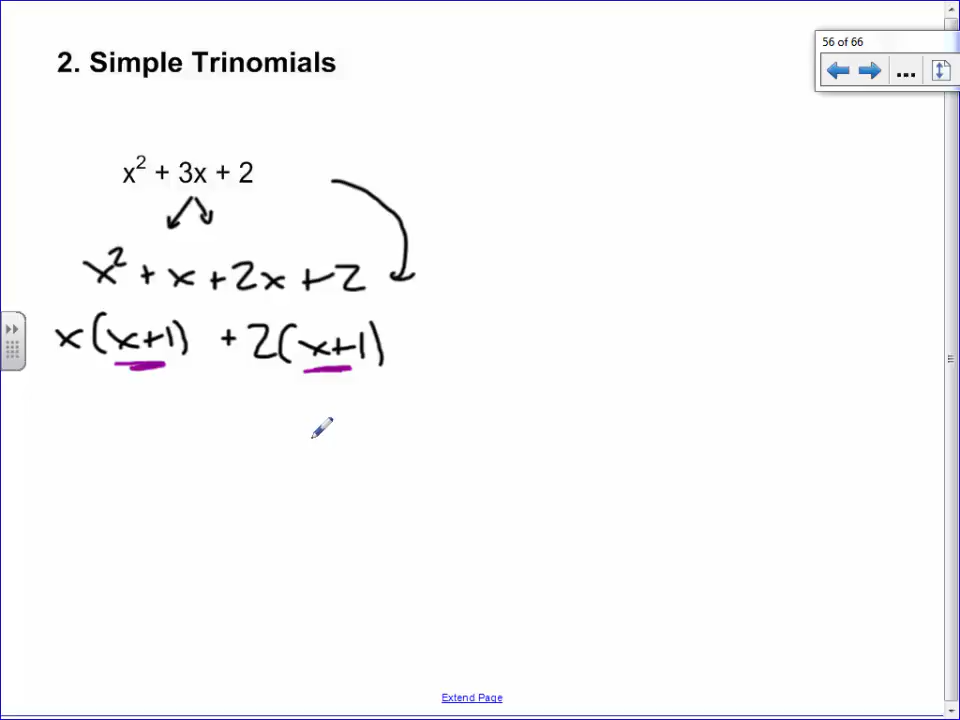 56 of 66
2. Simple Trinomials
x² + 3x + 2
x² + x + 2x + 2
x(x+1) + 2(x+1)
Extend Page